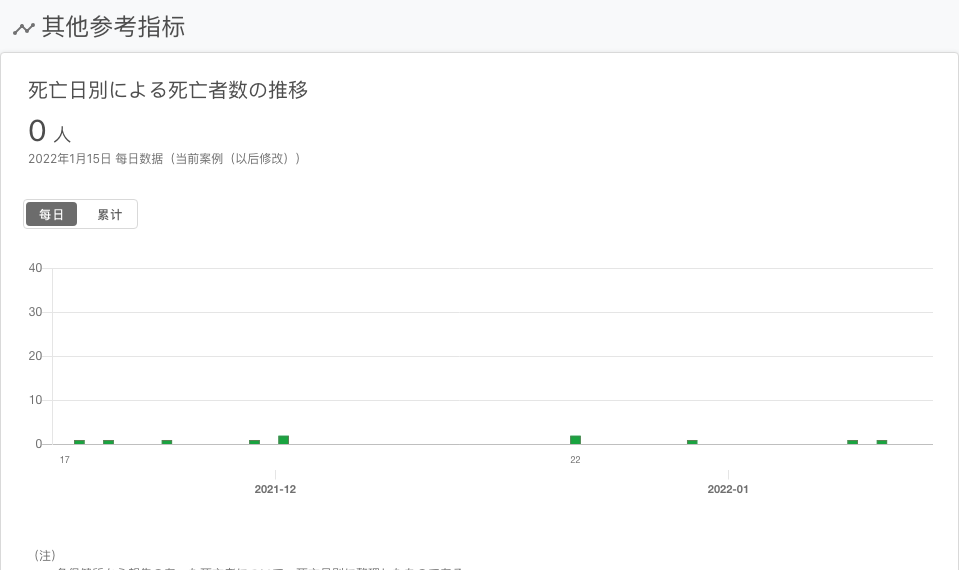 其他参考指标
死亡日別による死亡者数の推移
0 人
2022年1月15日 每日数据（当前案例（以后修改））
每日 累计
40
30
20
10
0
17 22
2021-12 2022-01
（注）